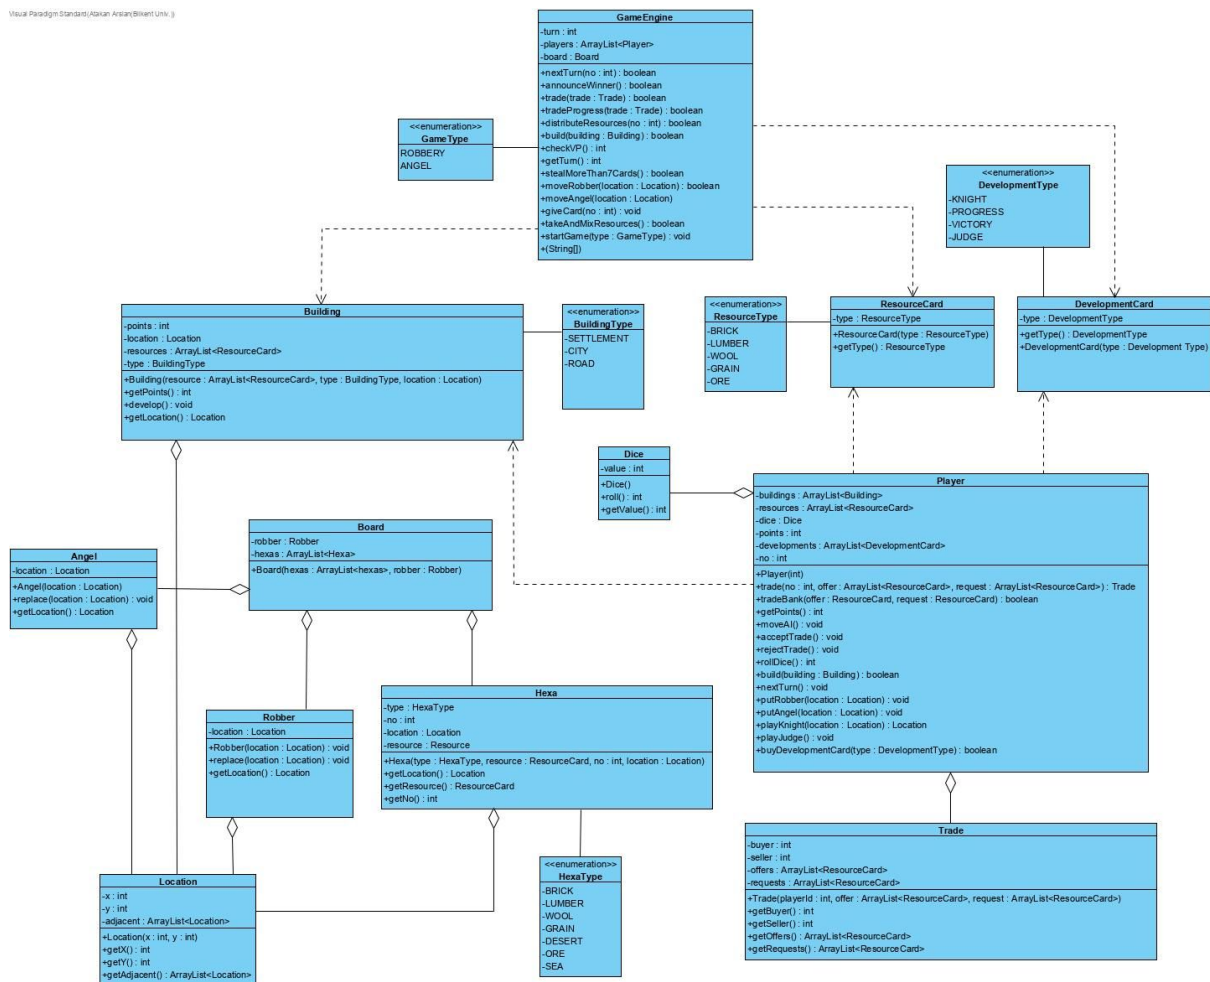 Visual Paradigm Standard(Atakan Arslan(Bilkent Univ.))
GameEngine
-turn : int
-players : ArrayList<Player>
-board : Board
+nextTurn(no : int) : boolean
+announceWinner() : boolean
+trade(trade : Trade) : boolean
+tradeProgress(trade : Trade) : boolean
+distributeResources(no : int) : boolean
+build(building : Building) : boolean
+checkVP() : int
+getTurn() : int
+stealMoreThan7Cards() : boolean
+moveRobber(location : Location) : boolean
+moveAngel(location : Location)
+giveCard(no : int) : void
+takeAndMixResources() : boolean
+startGame(type : GameType) : void
+(String[])
<<enumeration>>
GameType
ROBBERY
ANGEL
<<enumeration>>
DevelopmentType
-KNIGHT
-PROGRESS
-VICTORY
-JUDGE
Building
-points : int
-location : Location
-resources : ArrayList<ResourceCard>
-type : BuildingType
+Building(resource : ArrayList<ResourceCard>, type : BuildingType, location : Location)
+getPoints() : int
+develop() : void
+getLocation() : Location
<<enumeration>>
BuildingType
-SETTLEMENT
-CITY
-ROAD
<<enumeration>>
ResourceType
-BRICK
-LUMBER
-WOOL
-GRAIN
-ORE
ResourceCard
-type : ResourceType
+ResourceCard(type : ResourceType)
+getType() : ResourceType
DevelopmentCard
-type : DevelopmentType
+getType() : DevelopmentType
+DevelopmentCard(type : Development Type)
Dice
-value : int
+Dice()
+roll() : int
+getValue() : int
Player
-buildings : ArrayList<Building>
-resources : ArrayList<ResourceCard>
-dice : Dice
-points : int
-developments : ArrayList<DevelopmentCard>
-no : int
+Player(int)
+trade(no : int, offer : ArrayList<ResourceCard>, request : ArrayList<ResourceCard>) : Trade
+tradeBank(offer : ResourceCard, request : ResourceCard) : boolean
+getPoints() : int
+moveAI() : void
+acceptTrade() : void
+rejectTrade() : void
+rollDice() : int
+build(building : Building) : boolean
+nextTurn() : void
+putRobber(location : Location) : void
+putAngel(location : Location) : void
+playKnight(location : Location) : Location
+playJudge() : void
+buyDevelopmentCard(type : DevelopmentType) : boolean
Board
-robber : Robber
-hexas : ArrayList<Hexa>
+Board(hexas : ArrayList<hexas>, robber : Robber)
Angel
-location : Location
+Angel(location : Location)
+replace(location : Location) : void
+getLocation() : Location
Hexa
-type : HexaType
-no : int
-location : Location
-resource : Resource
+Hexa(type : HexaType, resource : ResourceCard, no : int, location : Location)
+getLocation() : Location
+getResource() : ResourceCard
+getNo() : int
Robber
-location : Location
+Robber(location : Location) : void
+replace(location : Location) : void
+getLocation() : Location
Trade
-buyer : int
-seller : int
-offers : ArrayList<ResourceCard>
-requests : ArrayList<ResourceCard>
+Trade(playerId : int, offer : ArrayList<ResourceCard>, request : ArrayList<ResourceCard>)
+getBuyer() : int
+getSeller() : int
+getOffers() : ArrayList<ResourceCard>
+getRequests() : ArrayList<ResourceCard>
<<enumeration>>
HexaType
-BRICK
-LUMBER
-WOOL
-GRAIN
-DESERT
-ORE
-SEA
Location
-x : int
-y : int
-adjacent : ArrayList<Location>
+Location(x : int, y : int)
+getX() : int
+getY() : int
+getAdjacent() : ArrayList<Location>